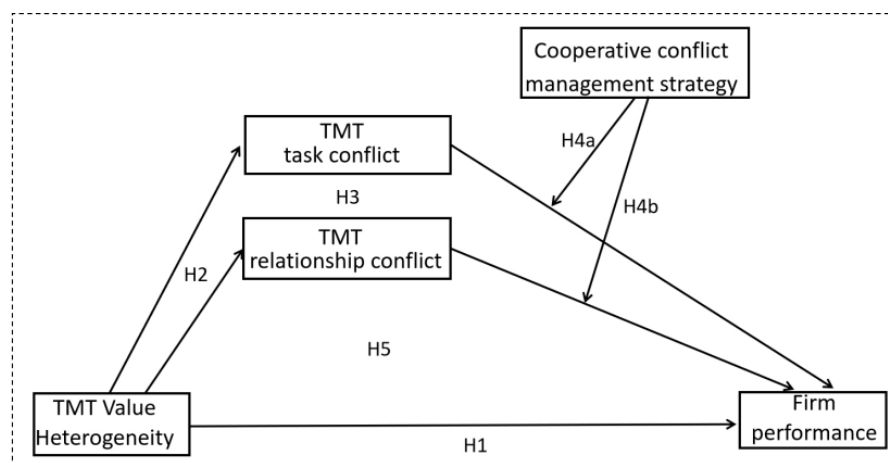 Cooperative conflict
management strategy
TMT
task conflict
H4a
H3
H4b
TMT
relationship conflict
H2
H5
TMT Value
Heterogeneity
Firm
performance
H1